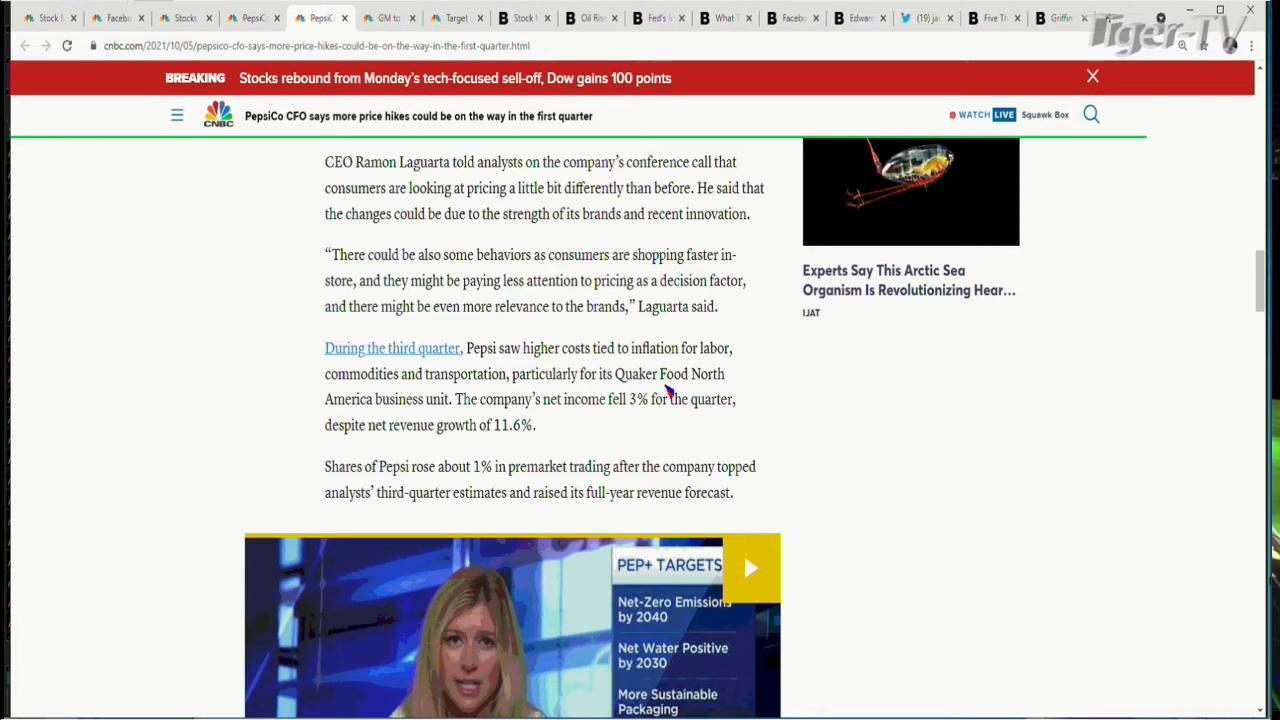 Stock M
Faceb
Stocks
PepsiC
PepsiC
GM to
Target
Stock M
Oil Ris
Fed's I
What T
Facebo
Edwar
(19) ja
Five Th
Griffin
Tiger-TV
cnbc.com/2021/10/05/pepsico-cfo-says-more-price-hikes-could-be-on-the-way-in-the-first-quarter.html
BREAKING Stocks rebound from Monday's tech-focused sell-off, Dow gains 100 points
CNBC
PepsiCo CFO says more price hikes could be on the way in the first quarter
WATCH LIVE Squawk Box
CEO Ramon Laguarta told analysts on the company's conference call that
consumers are looking at pricing a little bit differently than before. He said that
the changes could be due to the strength of its brands and recent innovation.
“There could be also some behaviors as consumers are shopping faster in-
store, and they might be paying less attention to pricing as a decision factor,
and there might be even more relevance to the brands,” Laguarta said.
During the third quarter, Pepsi saw higher costs tied to inflation for labor,
commodities and transportation, particularly for its Quaker Food North
America business unit. The company's net income fell 3% for the quarter,
despite net revenue growth of 11.6%.
Shares of Pepsi rose about 1% in premarket trading after the company topped
analysts' third-quarter estimates and raised its full-year revenue forecast.
Experts Say This Arctic Sea
Organism Is Revolutionizing Hear...
IJAT
PEP+ TARGETS
Net-Zero Emissions
by 2040
Net Water Positive
by 2030
More Sustainable
Packaging